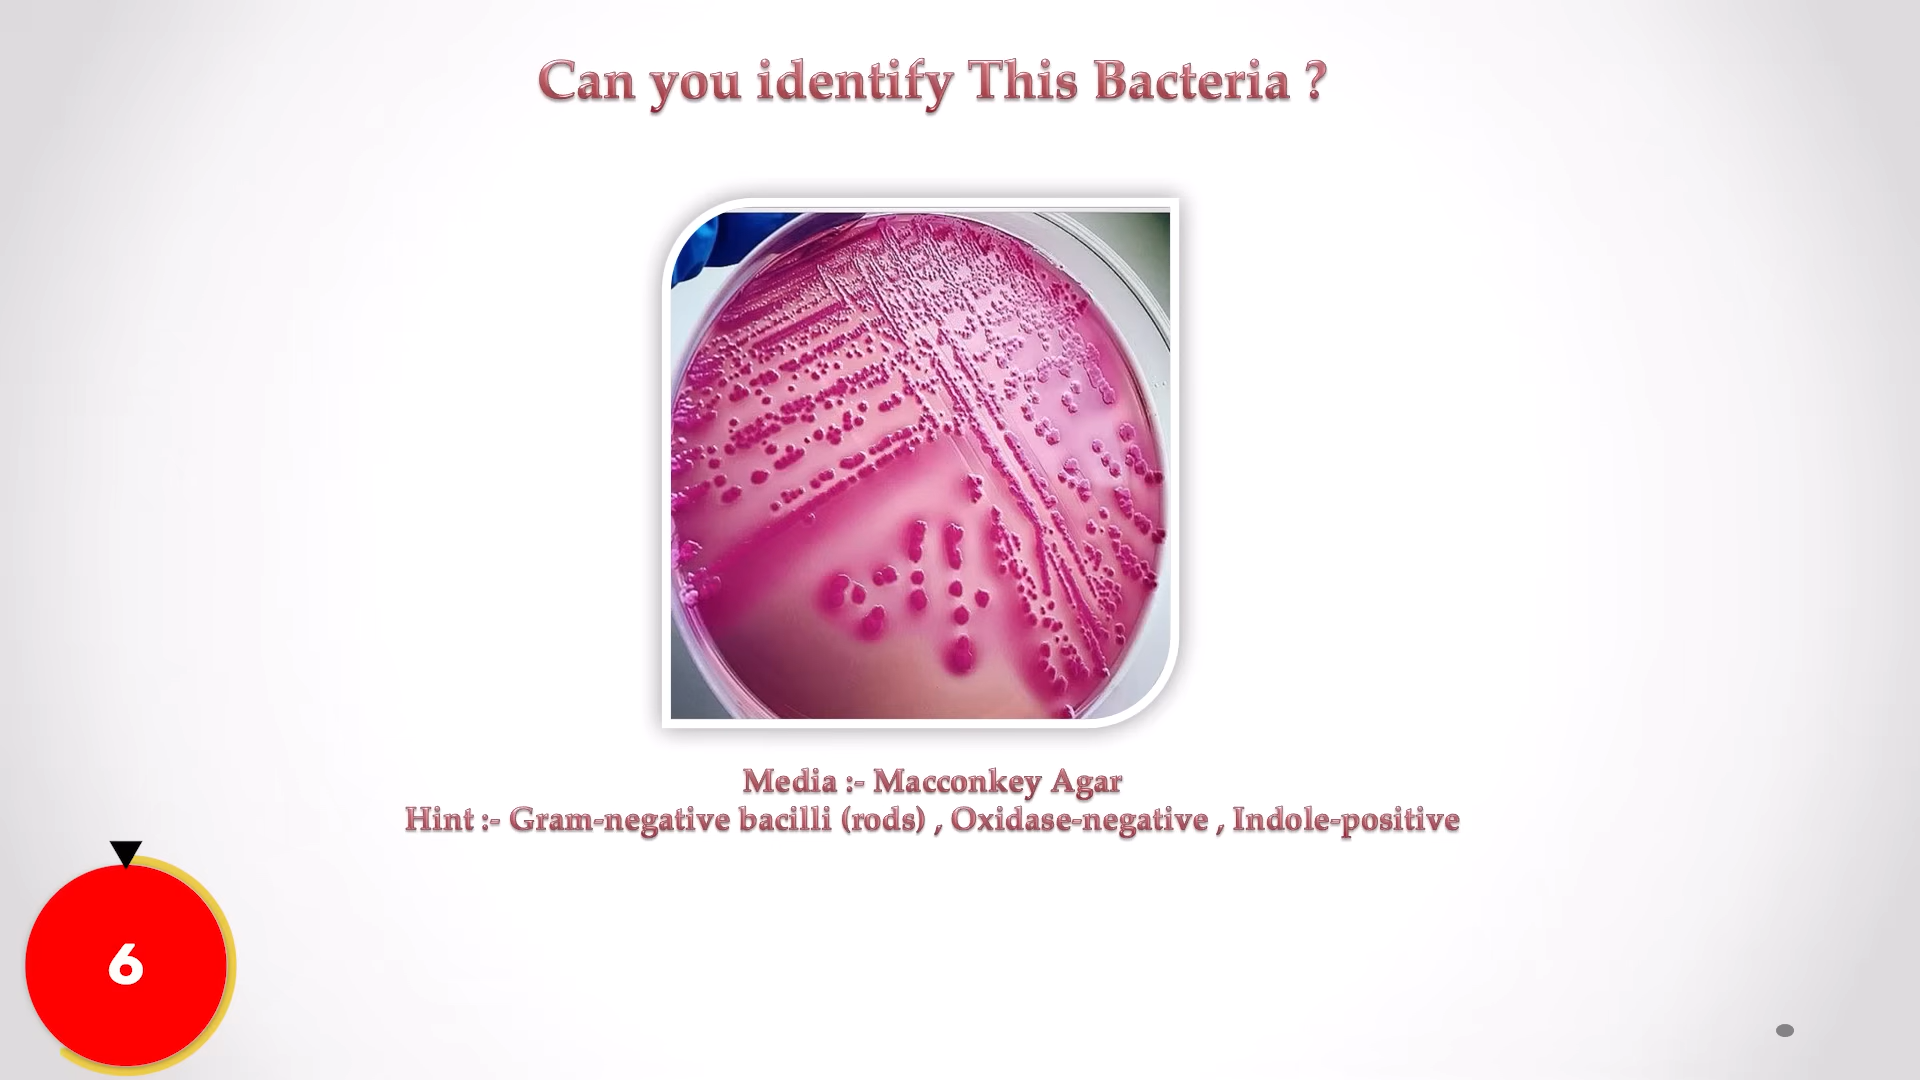 Can you identify This Bacteria ?
Media :- Macconkey Agar
Hint :- Gram-negative bacilli (rods) , Oxidase-negative , Indole-positive
6